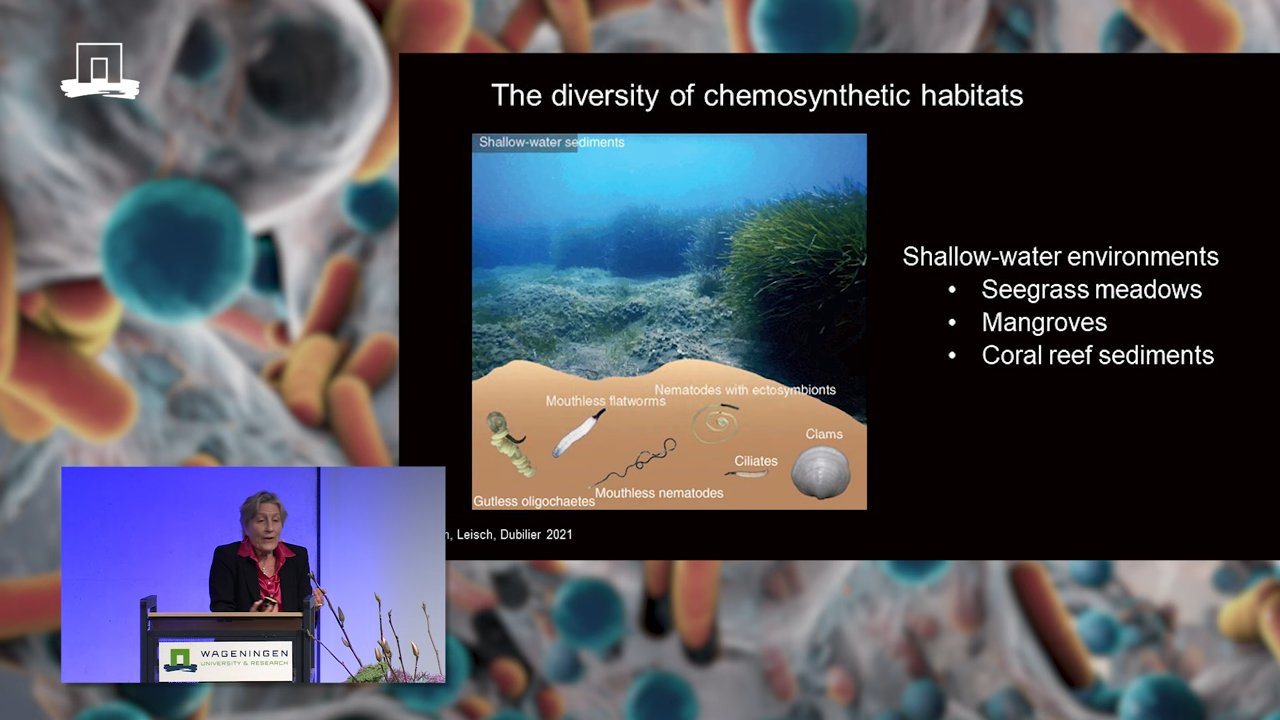 The diversity of chemosynthetic habitats
Shallow-water sediments
Shallow-water environments
• Seegrass meadows
• Mangroves
• Coral reef sediments
Nematodes with ectosymbionts
Mouthless flatworms
Clams
Ciliates
Mouthless nematodes
Gutless oligochaetes
, Leisch, Dubilier 2021
WAGENINGEN
UNIVERSITY & RESEARCH